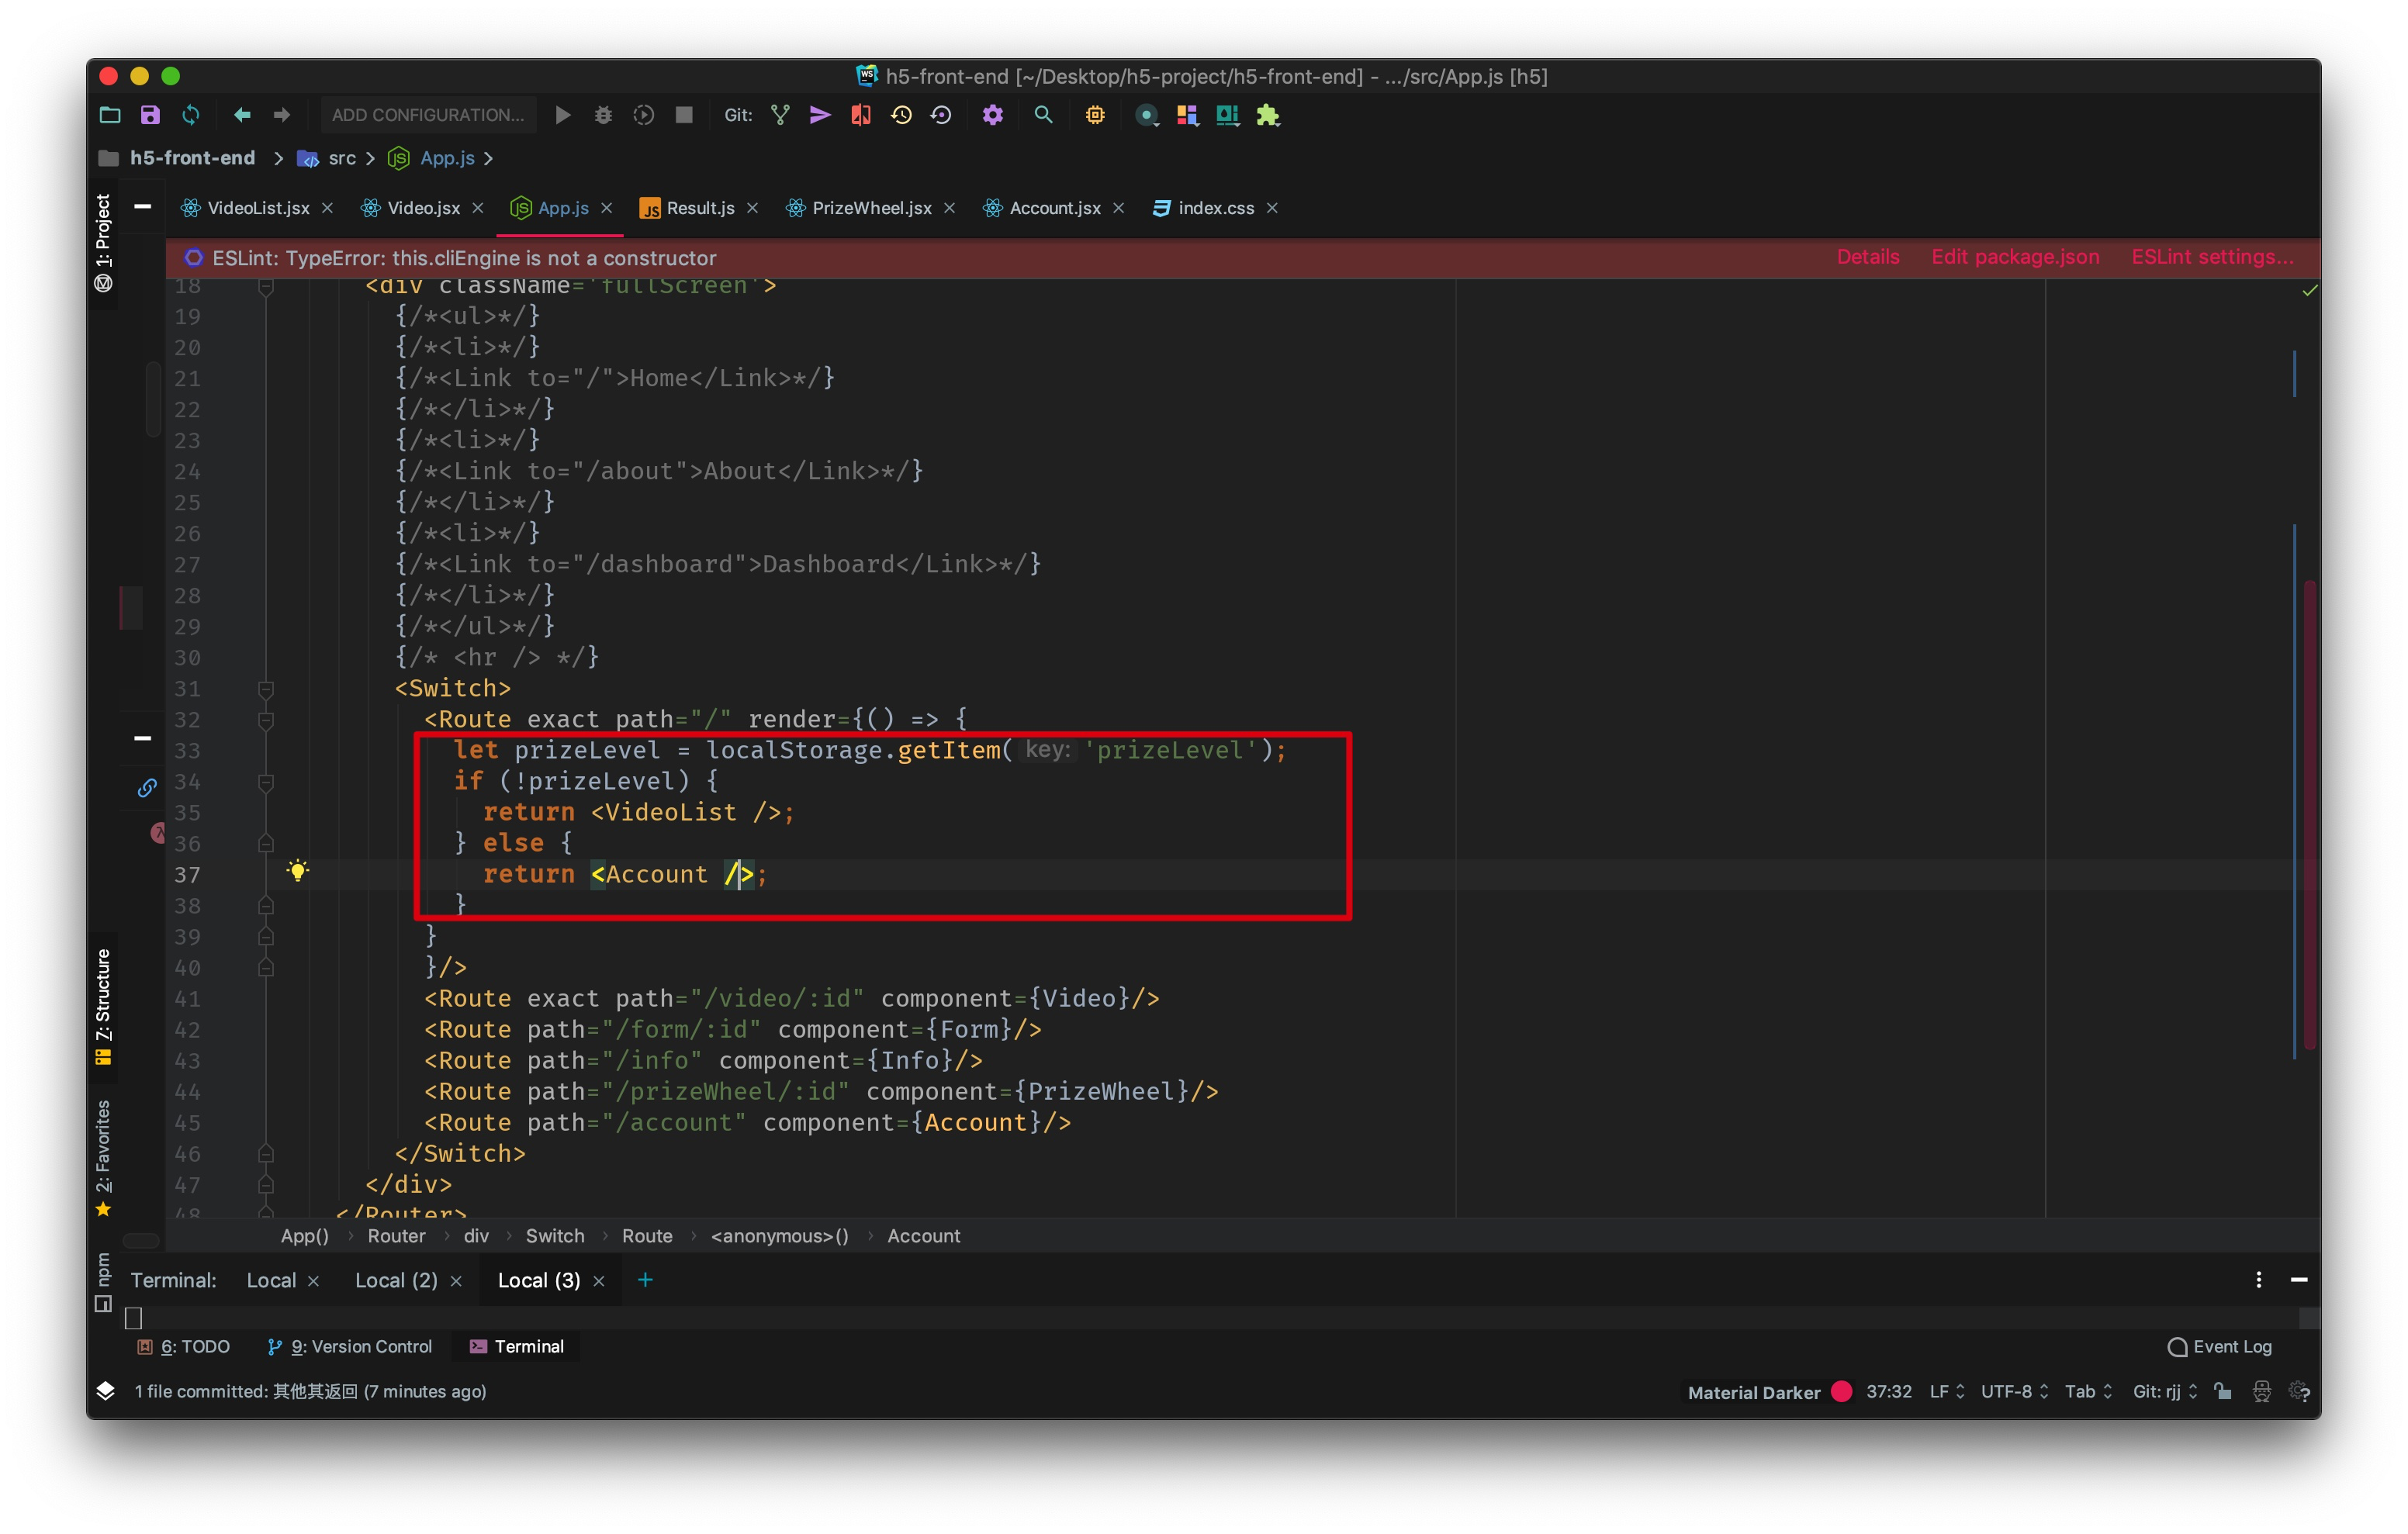 h5-front-end [~/Desktop/h5-project/h5-front-end] - .../src/App.js [h5]
ADD CONFIGURATION... Git:
h5-front-end > src > App.js >
VideoList.jsx Video.jsx App.js Result.js PrizeWheel.jsx Account.jsx index.css
ESLint: TypeError: this.cliEngine is not a constructor Details Edit package.json ESLint settings...
1: Project
18 <div className='fullScreen'>
19 {/*<ul>*/}
20 {/*<li>*/}
21 {/*<Link to="/">Home</Link>*/}
22 {/*</li>*/}
23 {/*<li>*/}
24 {/*<Link to="/about">About</Link>*/}
25 {/*</li>*/}
26 {/*<li>*/}
27 {/*<Link to="/dashboard">Dashboard</Link>*/}
28 {/*</li>*/}
29 {/*</ul>*/}
30 {/* <hr /> */}
31 <Switch>
32 <Route exact path="/" render={() => {
33 let prizeLevel = localStorage.getItem( key: 'prizeLevel');
34 if (!prizeLevel) {
35 return <VideoList />;
36 } else {
37 return <Account />;
38 }
39 }
40 }/>
41 <Route exact path="/video/:id" component={Video}/>
42 <Route path="/form/:id" component={Form}/>
43 <Route path="/info" component={Info}/>
44 <Route path="/prizeWheel/:id" component={PrizeWheel}/>
45 <Route path="/account" component={Account}/>
46 </Switch>
47 </div>
48 </Router>
7: Structure
2: Favorites
npm
App() > Router > div > Switch > Route > <anonymous>() > Account
Terminal: Local Local (2) Local (3) +
6: TODO 9: Version Control Terminal Event Log
1 file committed: 其他其返回 (7 minutes ago) Material Darker 37:32 LF UTF-8 Tab Git: rjj